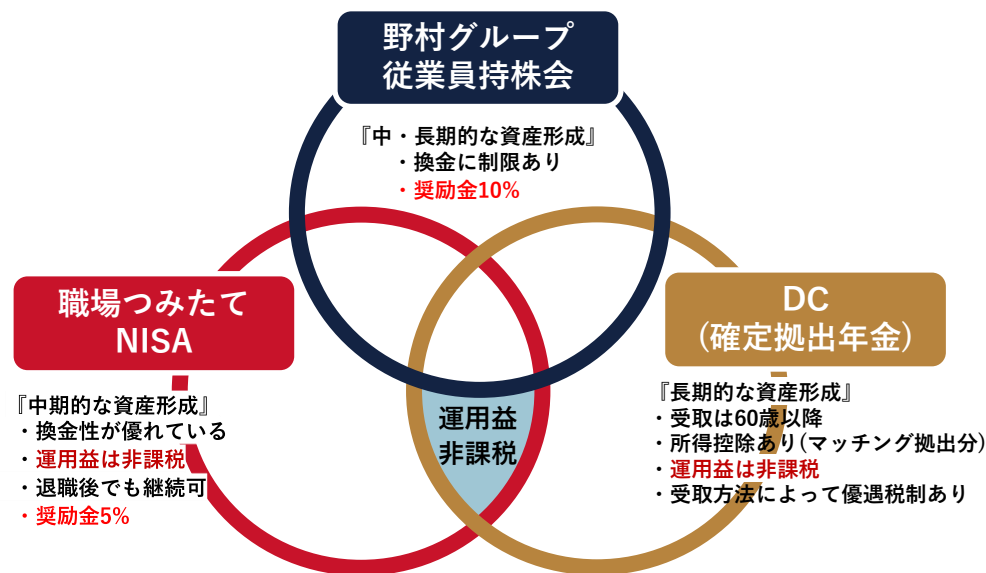 野村グループ
従業員持株会
『中・長期的な資産形成』
・換金に制限あり
・奨励金10%
職場つみたて
NISA
『中期的な資産形成』
・換金性が優れている
・運用益は非課税
・退職後でも継続可
・奨励金5%
運用益
非課税
DC
(確定拠出年金)
『長期的な資産形成』
・受取は60歳以降
・所得控除あり(マッチング拠出分)
・運用益は非課税
・受取方法によって優遇税制あり